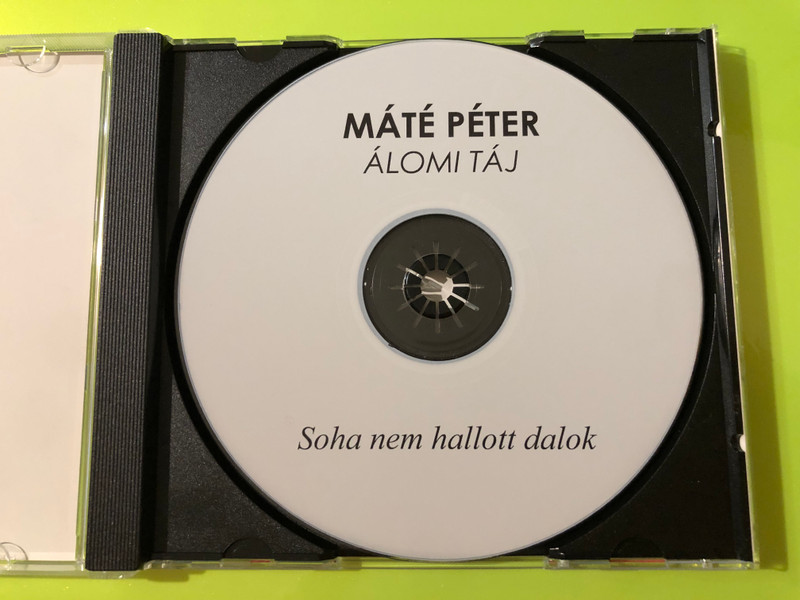 MÁTÉ PÉTER
ÁLOMI TÁJ
Soha nem hallott dalok